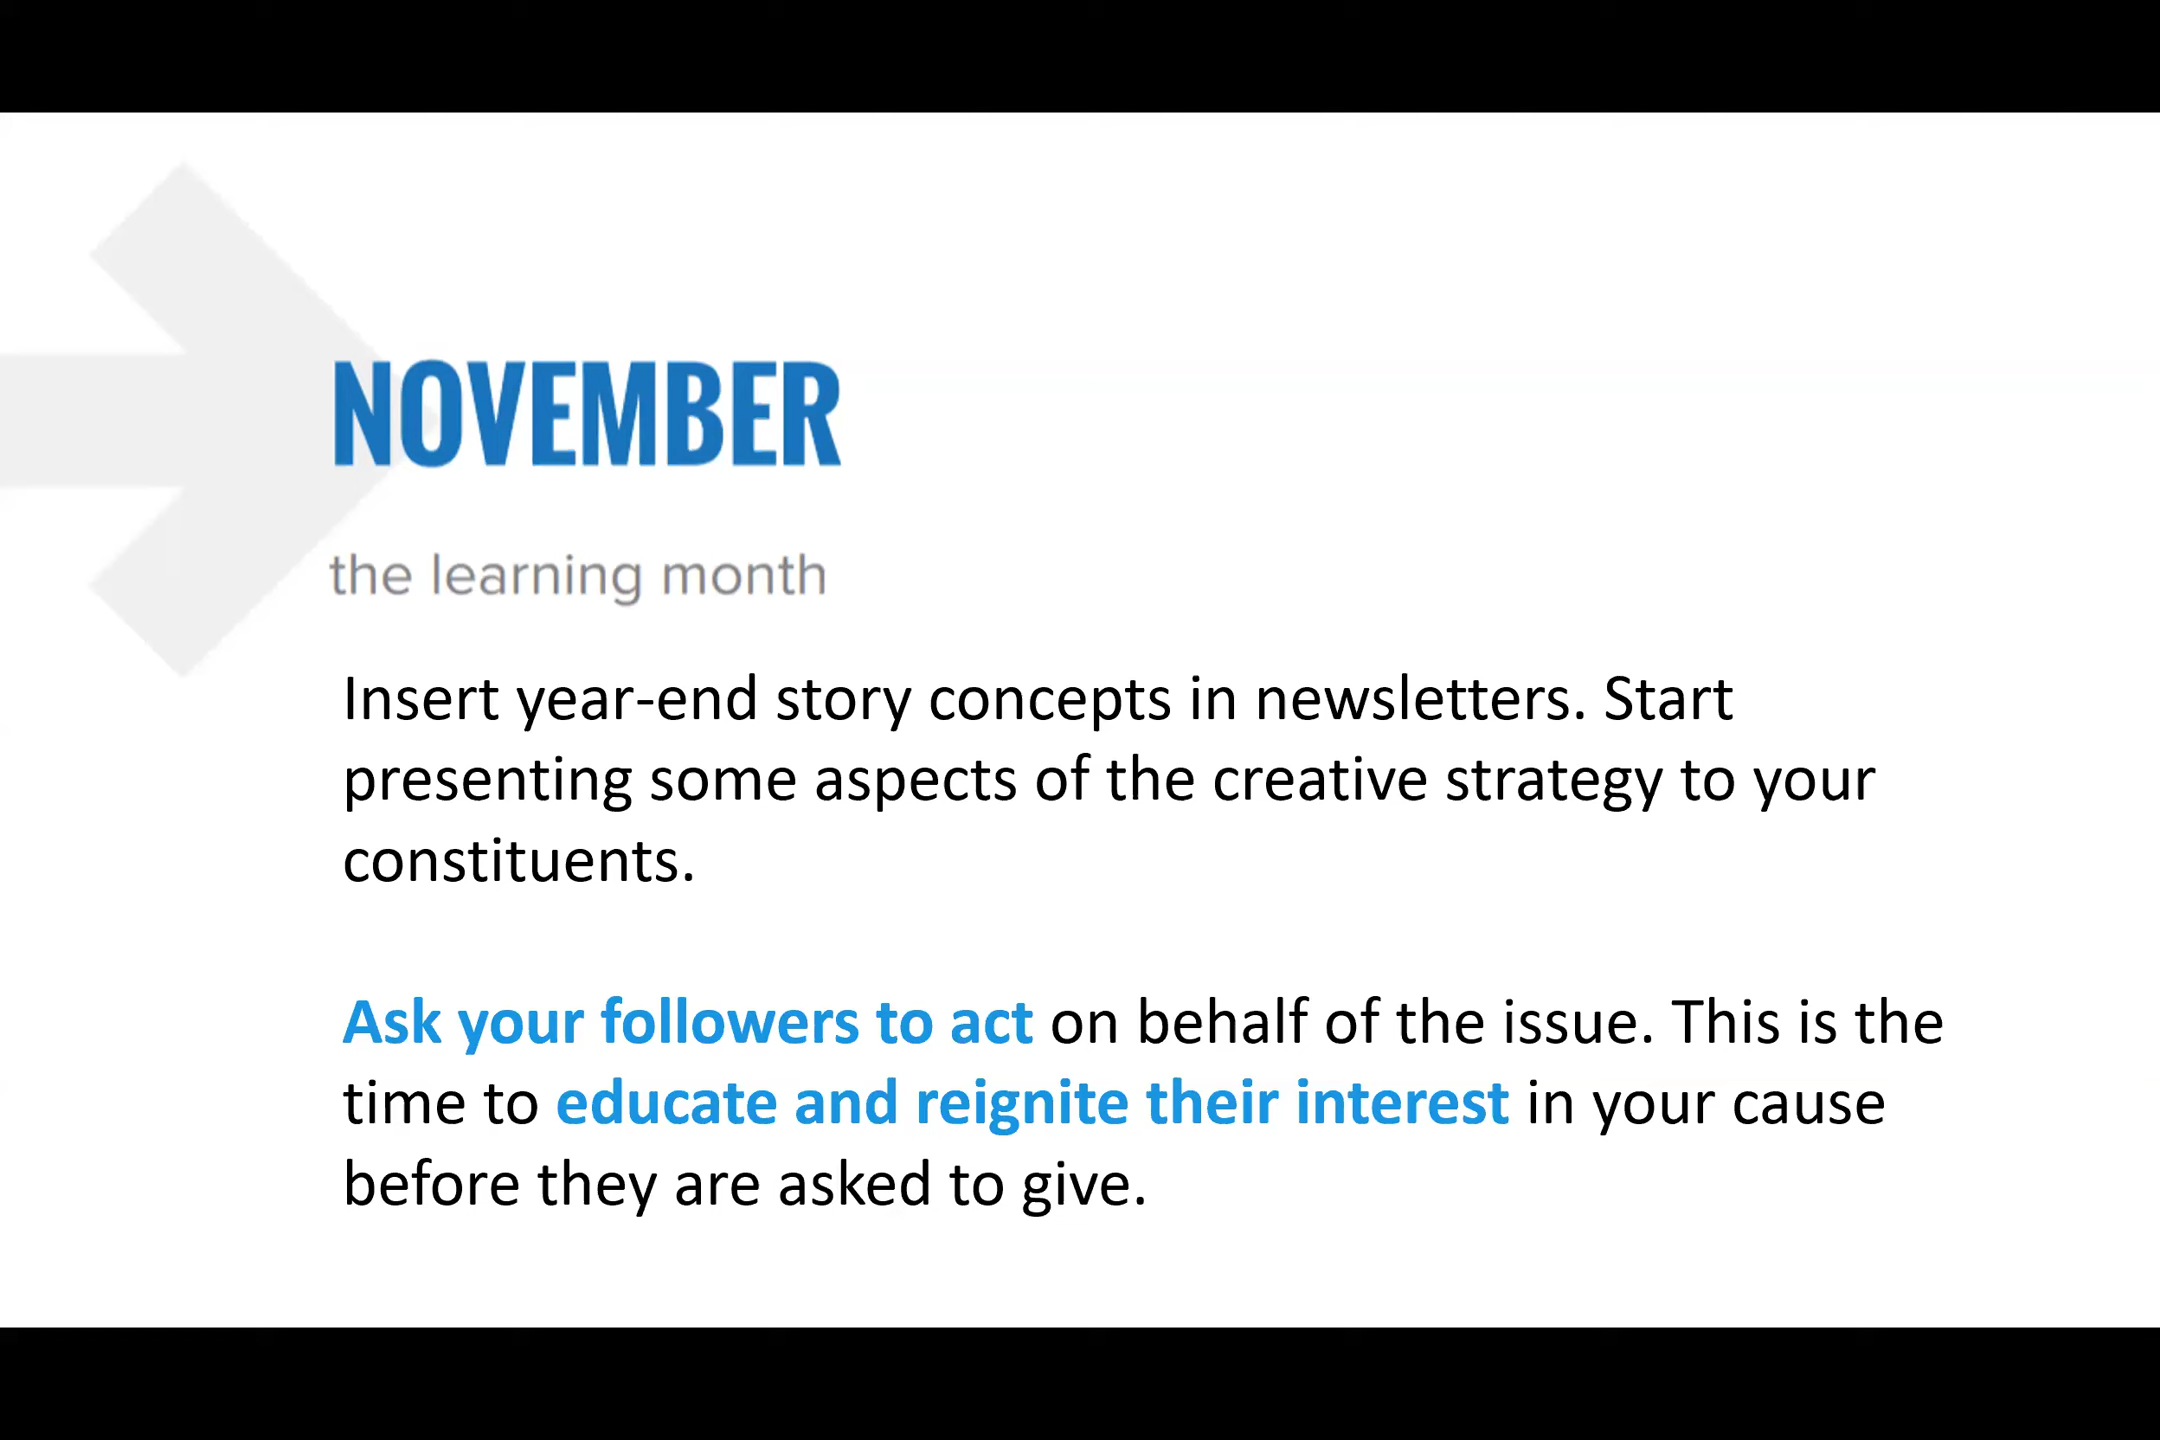 NOVEMBER
the learning month
Insert year-end story concepts in newsletters. Start
presenting some aspects of the creative strategy to your
constituents.
Ask your followers to act on behalf of the issue. This is the
time to educate and reignite their interest in your cause
before they are asked to give.